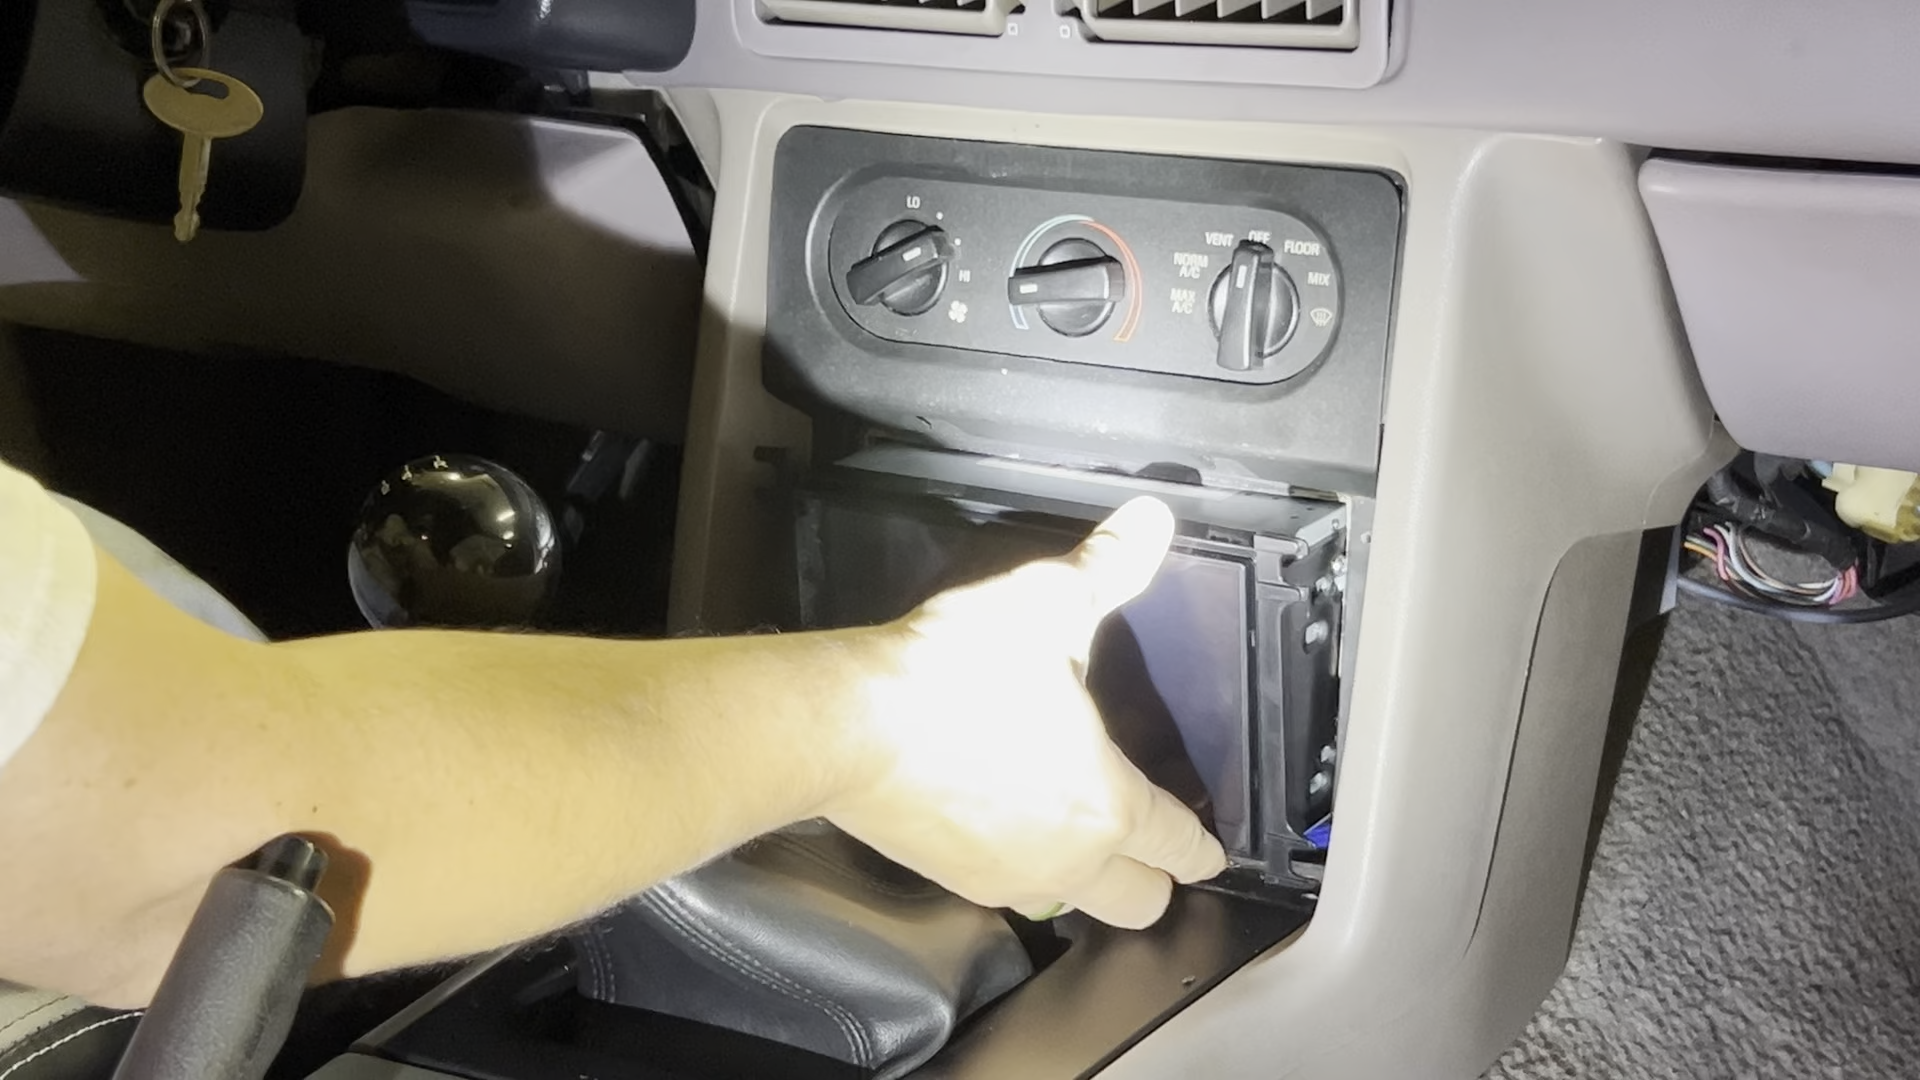 LO
HI
VENT
OFF
FLOOR
NORM
A/C
MIX
MAX
A/C